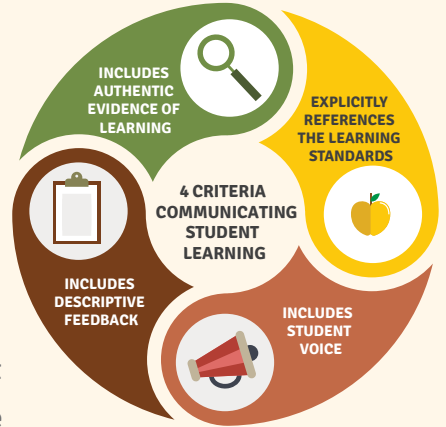 INCLUDES
AUTHENTIC
EVIDENCE OF
LEARNING
EXPLICITLY
REFERENCES
THE LEARNING
STANDARDS
4 CRITERIA
COMMUNICATING
STUDENT
LEARNING
INCLUDES
DESCRIPTIVE
FEEDBACK
INCLUDES
STUDENT
VOICE